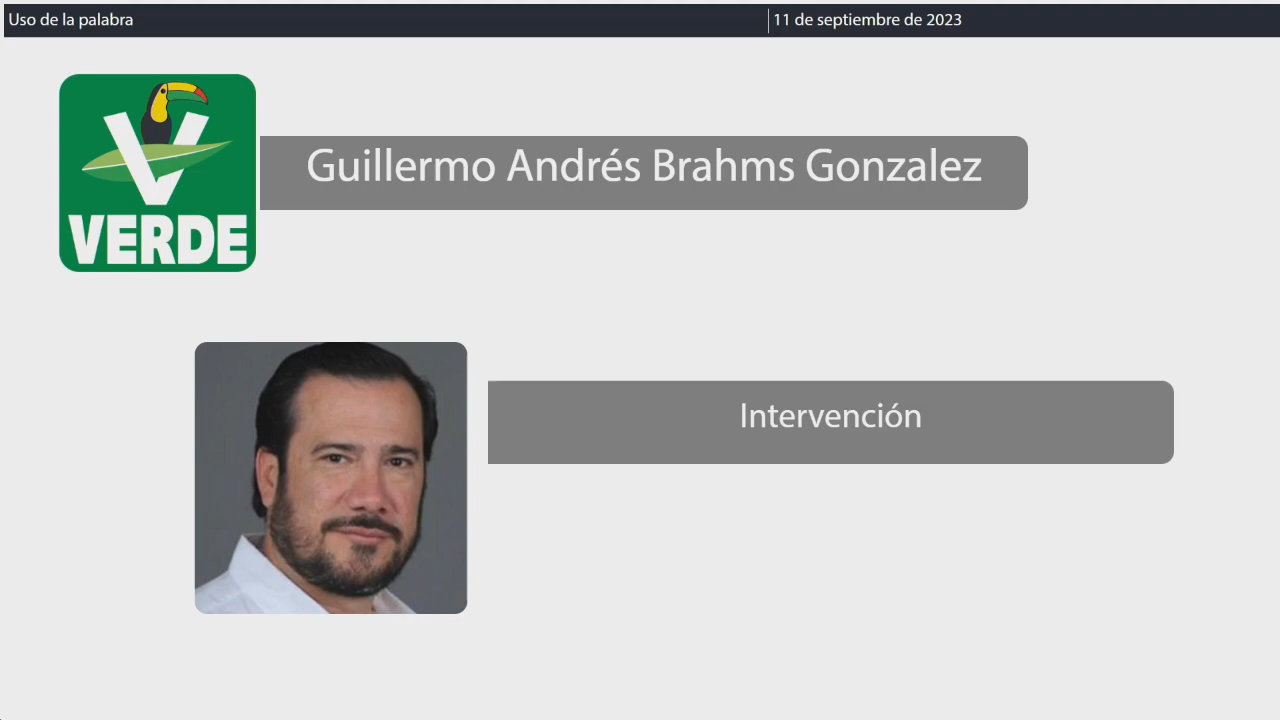 Uso de la palabra
11 de septiembre de 2023
V
VERDE
Guillermo Andrés Brahms Gonzalez
Intervención